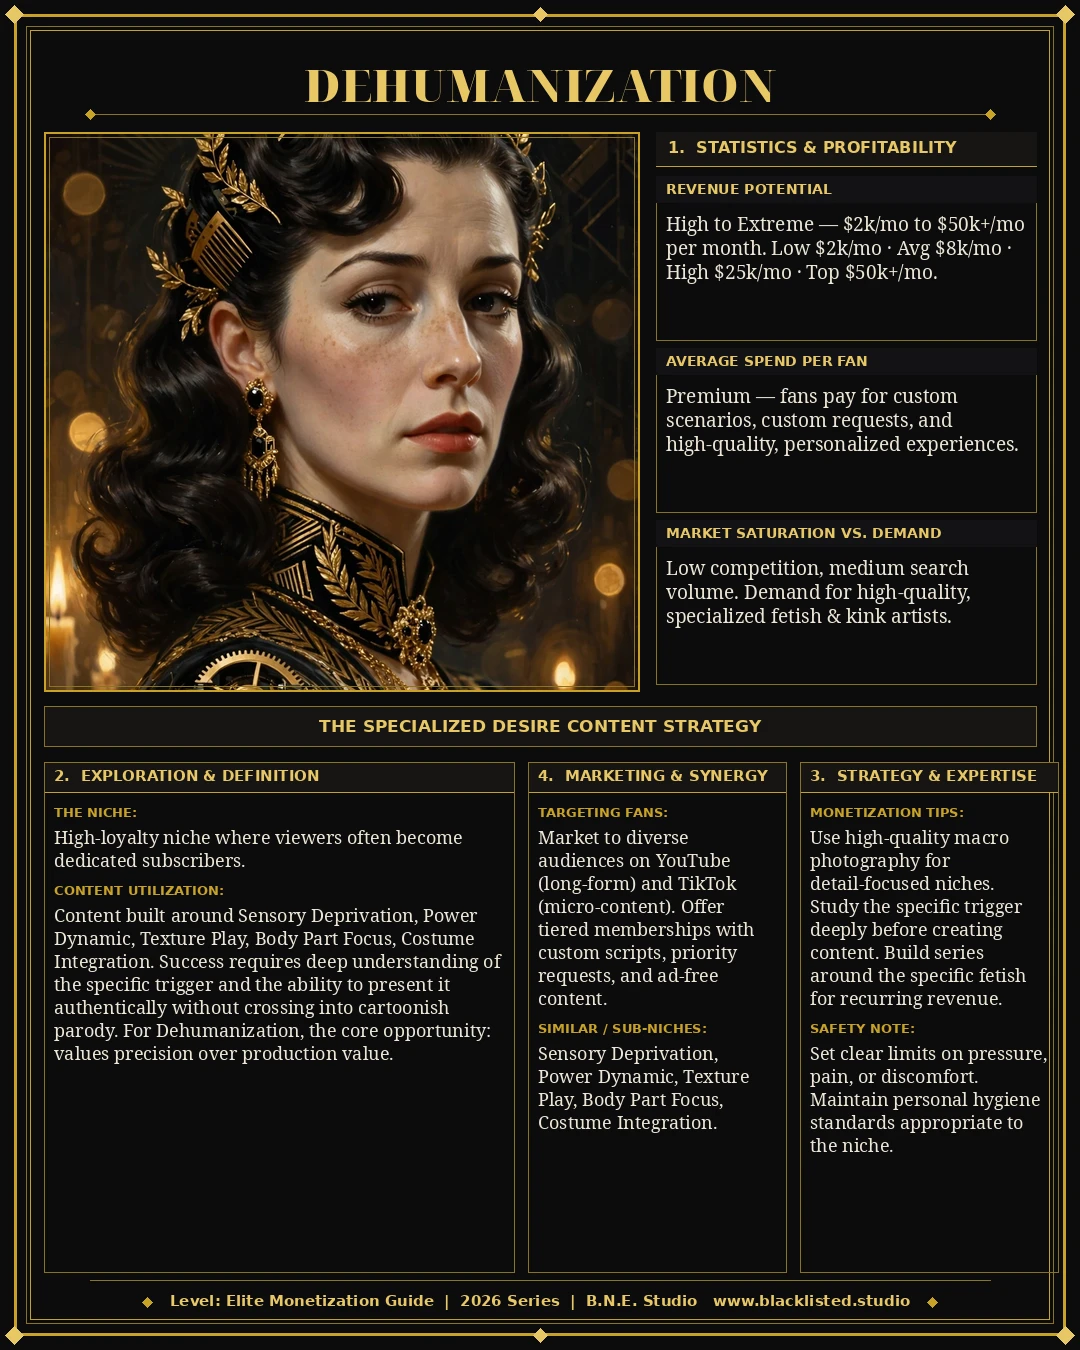 DEHUMANIZATION
1. STATISTICS & PROFITABILITY
REVENUE POTENTIAL
High to Extreme — $2k/mo to $50k+/mo
per month. Low $2k/mo · Avg $8k/mo ·
High $25k/mo · Top $50k+/mo.
AVERAGE SPEND PER FAN
Premium — fans pay for custom
scenarios, custom requests, and
high-quality, personalized experiences.
MARKET SATURATION VS. DEMAND
Low competition, medium search
volume. Demand for high-quality,
specialized fetish & kink artists.
THE SPECIALIZED DESIRE CONTENT STRATEGY
2. EXPLORATION & DEFINITION
THE NICHE:
High-loyalty niche where viewers often become
dedicated subscribers.
CONTENT UTILIZATION:
Content built around Sensory Deprivation, Power
Dynamic, Texture Play, Body Part Focus, Costume
Integration. Success requires deep understanding of
the specific trigger and the ability to present it
authentically without crossing into cartoonish
parody. For Dehumanization, the core opportunity:
values precision over production value.
4. MARKETING & SYNERGY
TARGETING FANS:
Market to diverse
audiences on YouTube
(long-form) and TikTok
(micro-content). Offer
tiered memberships with
custom scripts, priority
requests, and ad-free
content.
SIMILAR / SUB-NICHES:
Sensory Deprivation,
Power Dynamic, Texture
Play, Body Part Focus,
Costume Integration.
3. STRATEGY & EXPERTISE
MONETIZATION TIPS:
Use high-quality macro
photography for
detail-focused niches.
Study the specific trigger
deeply before creating
content. Build series
around the specific fetish
for recurring revenue.
SAFETY NOTE:
Set clear limits on pressure,
pain, or discomfort.
Maintain personal hygiene
standards appropriate to
the niche.
Level: Elite Monetization Guide | 2026 Series | B.N.E. Studio www.blacklisted.studio